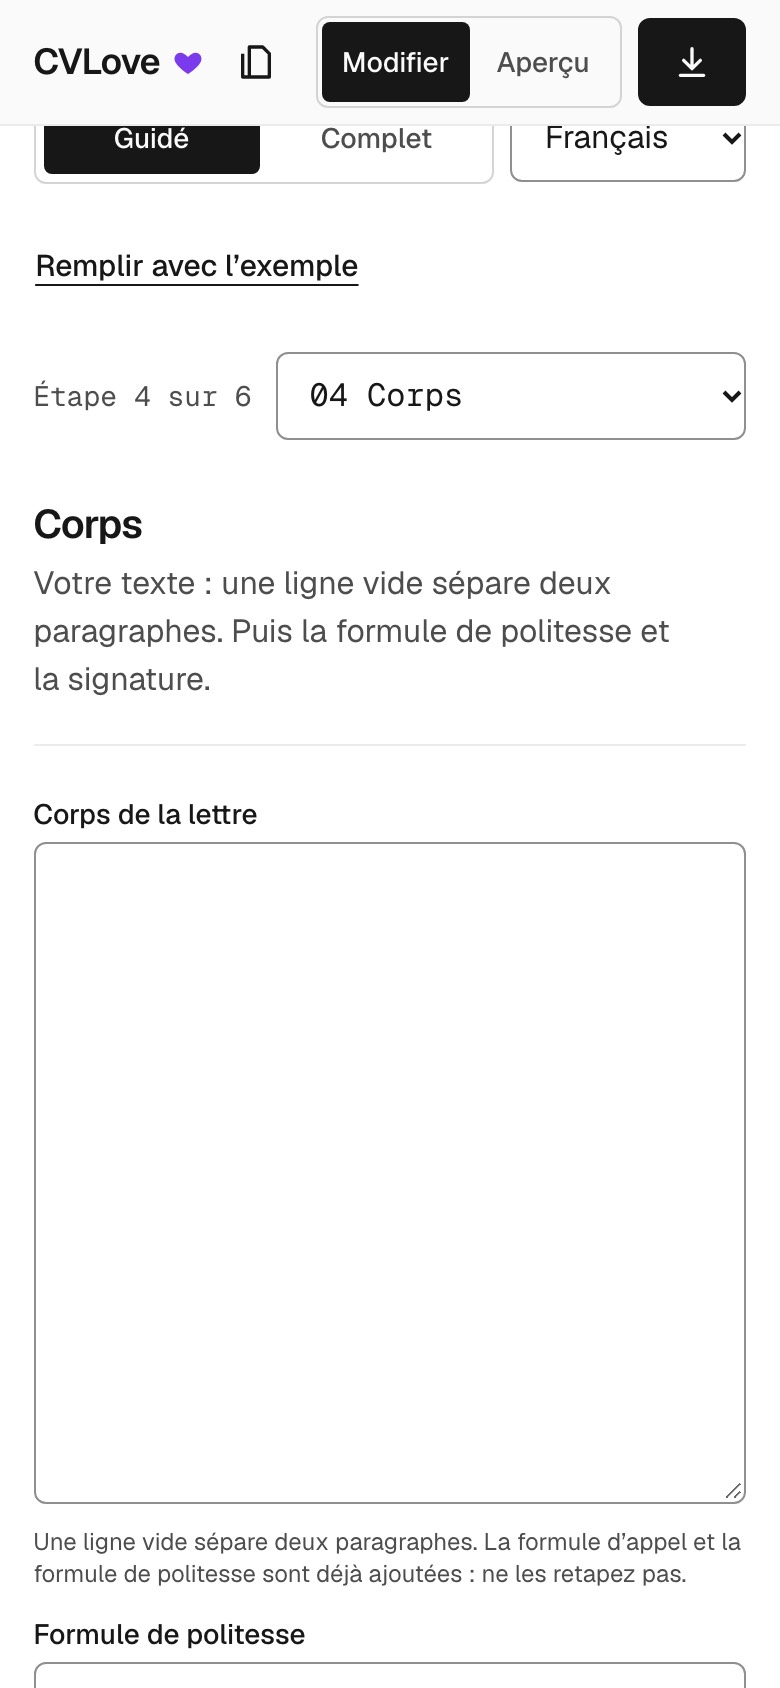 CVLove
Modifier
Aperçu
Guidé
Complet
Français
Remplir avec l’exemple
Étape 4 sur 6
04 Corps
Corps
Votre texte : une ligne vide sépare deux
paragraphes. Puis la formule de politesse et
la signature.
Corps de la lettre
Une ligne vide sépare deux paragraphes. La formule d’appel et la
formule de politesse sont déjà ajoutées : ne les retapez pas.
Formule de politesse